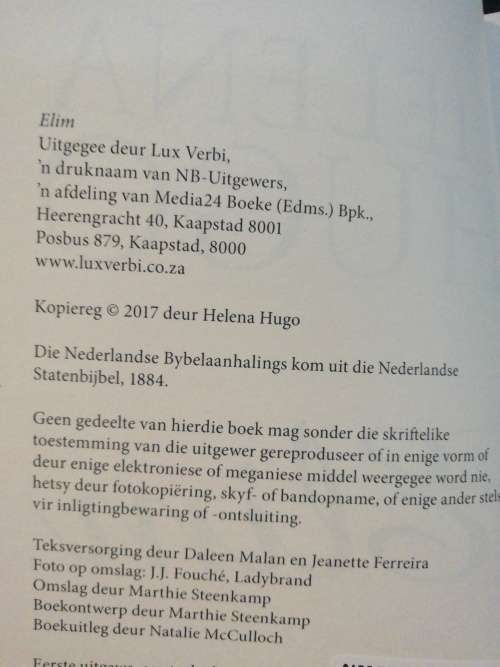 Elim
Uitgegee deur Lux Verbi,
'n druknaam van NB-Uitgewers,
'n afdeling van Media24 Boeke (Edms.) Bpk.,
Heerengracht 40, Kaapstad 8001
Posbus 879, Kaapstad, 8000
www.luxverbi.co.za
Kopiereg © 2017 deur Helena Hugo
Die Nederlandse Bybelaanhalings kom uit die Nederlandse
Statenbijbel, 1884.
Geen gedeelte van hierdie boek mag sonder die skriftelike
toestemming van die uitgewer gereproduseer of in enige vorm of
deur enige elektroniese of meganiese middel weergegee word nie,
hetsy deur fotokopiëring, skyf- of bandopname, of enige ander stels
vir inligtingbewaring of -ontsluiting.
Teksversorging deur Daleen Malan en Jeanette Ferreira
Foto op omslag: J.J. Fouché, Ladybrand
Omslag deur Marthie Steenkamp
Boekontwerp deur Marthie Steenkamp
Boekuitleg deur Natalie McCulloch
Eerste